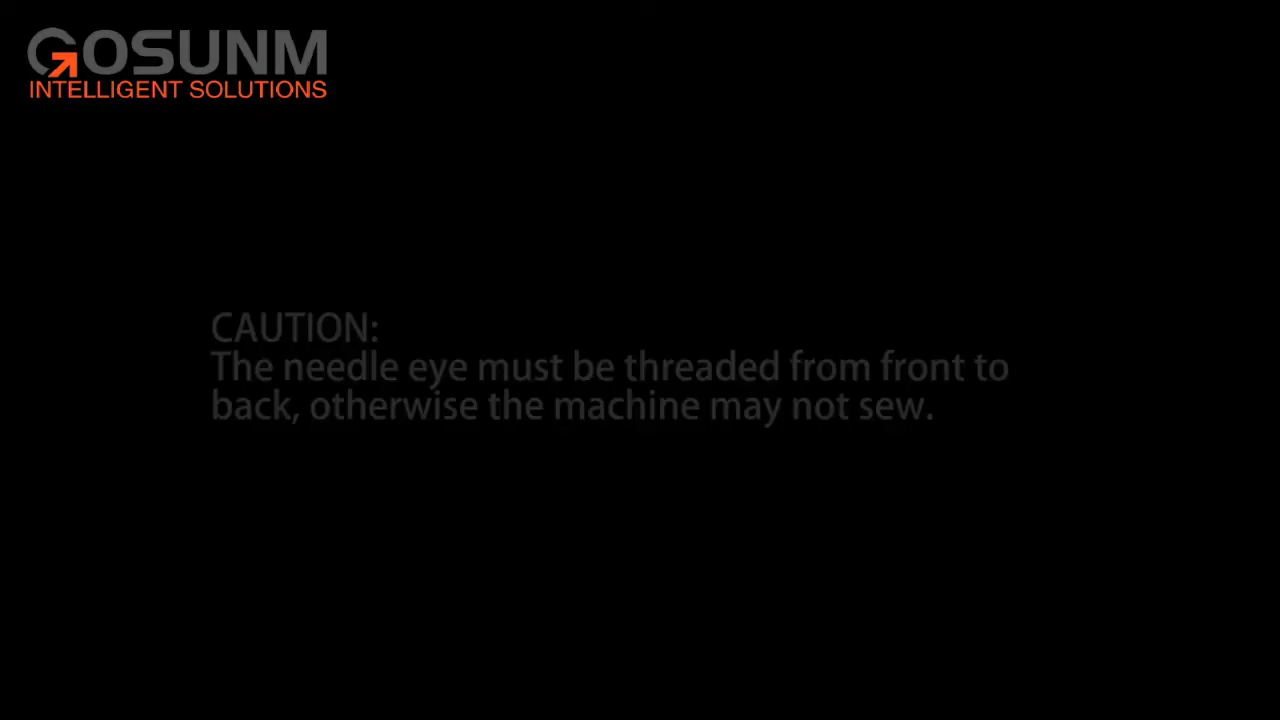 GOSUNM
INTELLIGENT SOLUTIONS
CAUTION:
The needle eye must be threaded from front to
back, otherwise the machine may not sew.